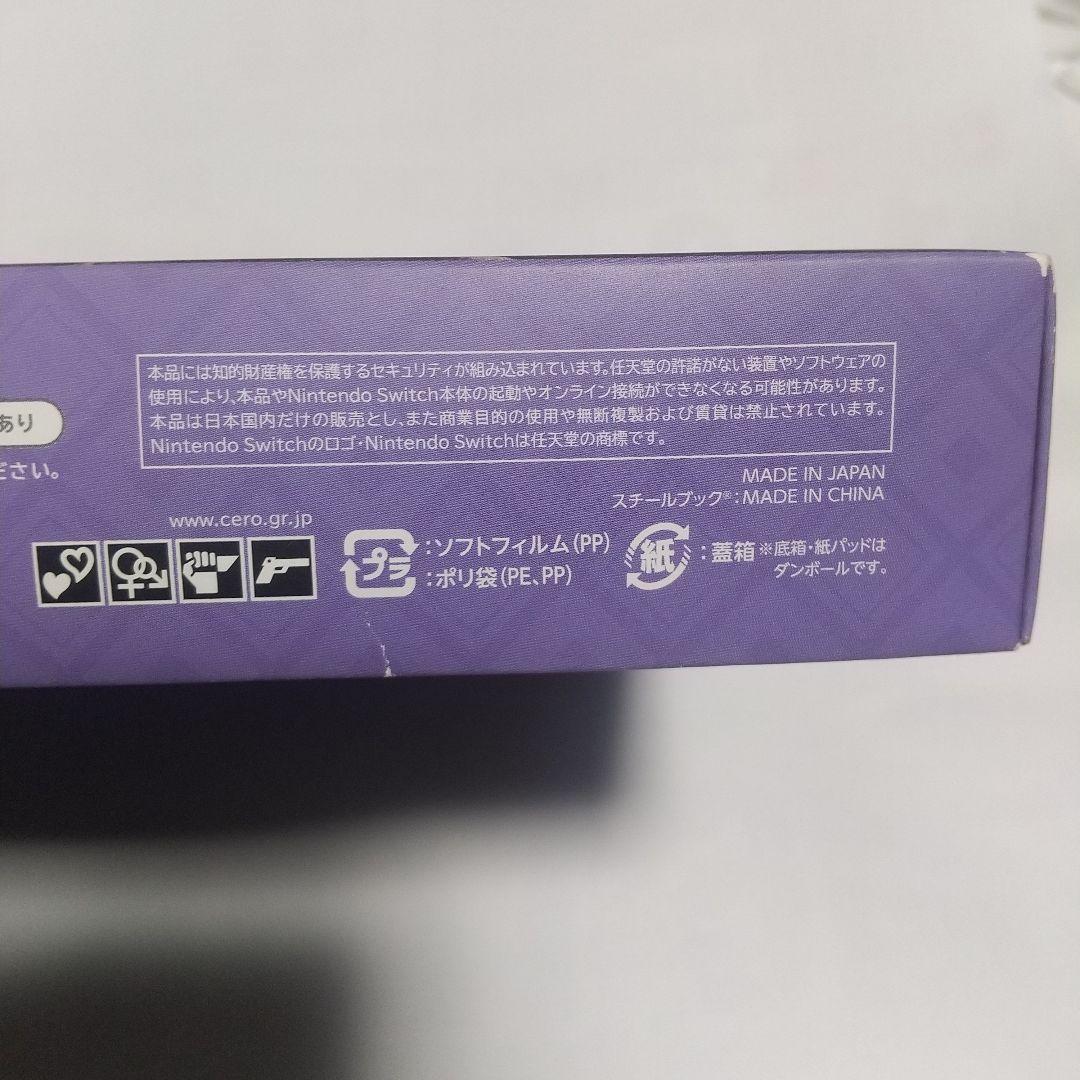 本品には知的財産権を保護するセキュリティが組み込まれています。任天堂の許諾がない装置やソフトウェアの
使用により、本品やNintendo Switch本体の起動やオンライン接続ができなくなる可能性があります。
本品は日本国内だけの販売とし、また商業目的の使用や無断複製および賃貸は禁止されています。
Nintendo Switchのロゴ・Nintendo Switchは任天堂の商標です。
あり
ださい。
MADE IN JAPAN
スチールブック®:MADE IN CHINA
www.cero.gr.jp
プラ
:ソフトフィルム(PP)
:ポリ袋(PE、PP)
紙
:蓋箱 ※底箱・紙パッドは
ダンボールです。